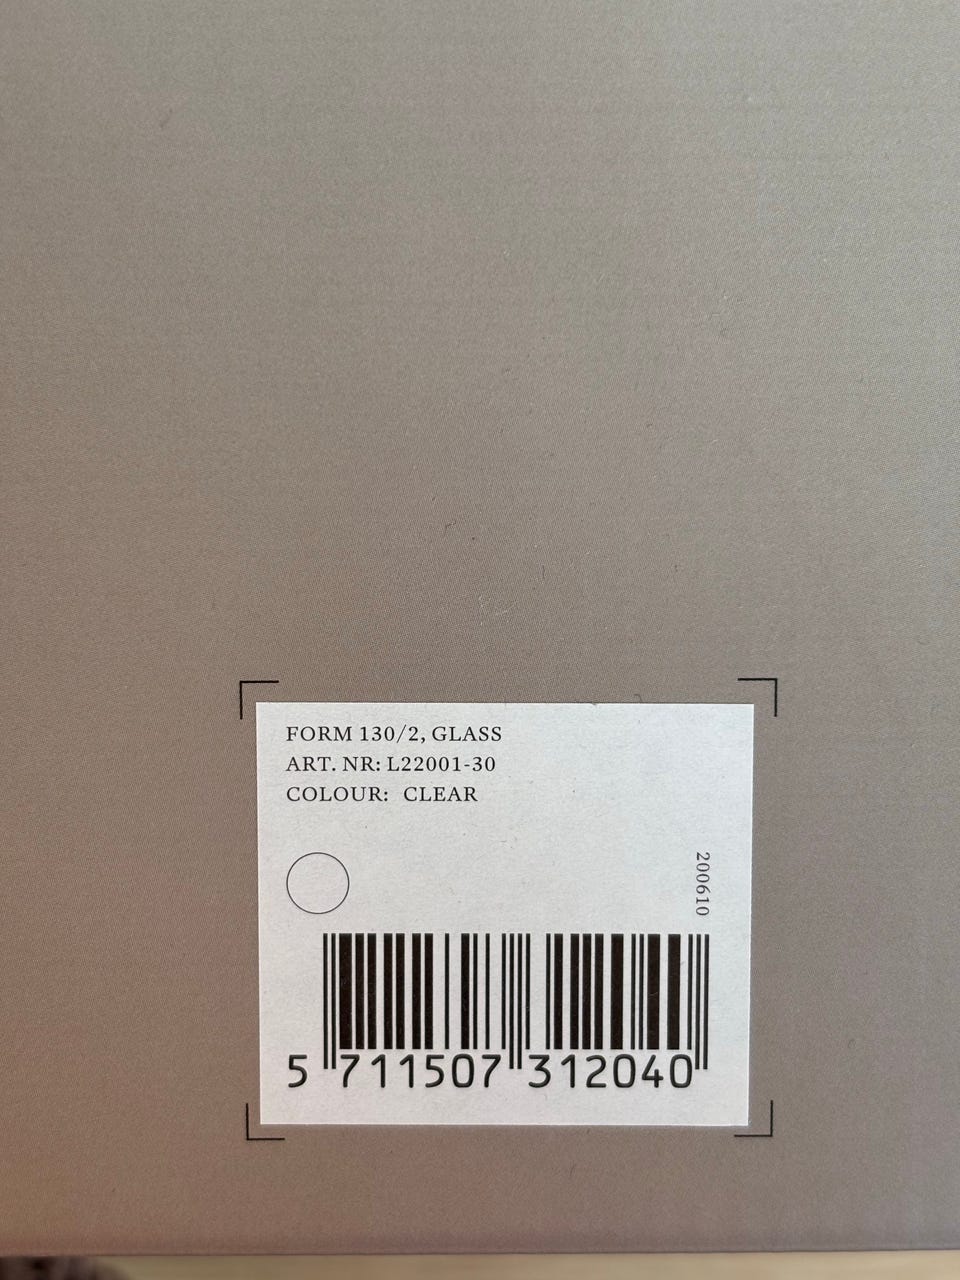 FORM 130/2, GLASS
ART. NR: L22001-30
COLOUR: CLEAR
200610
5 711507 312040